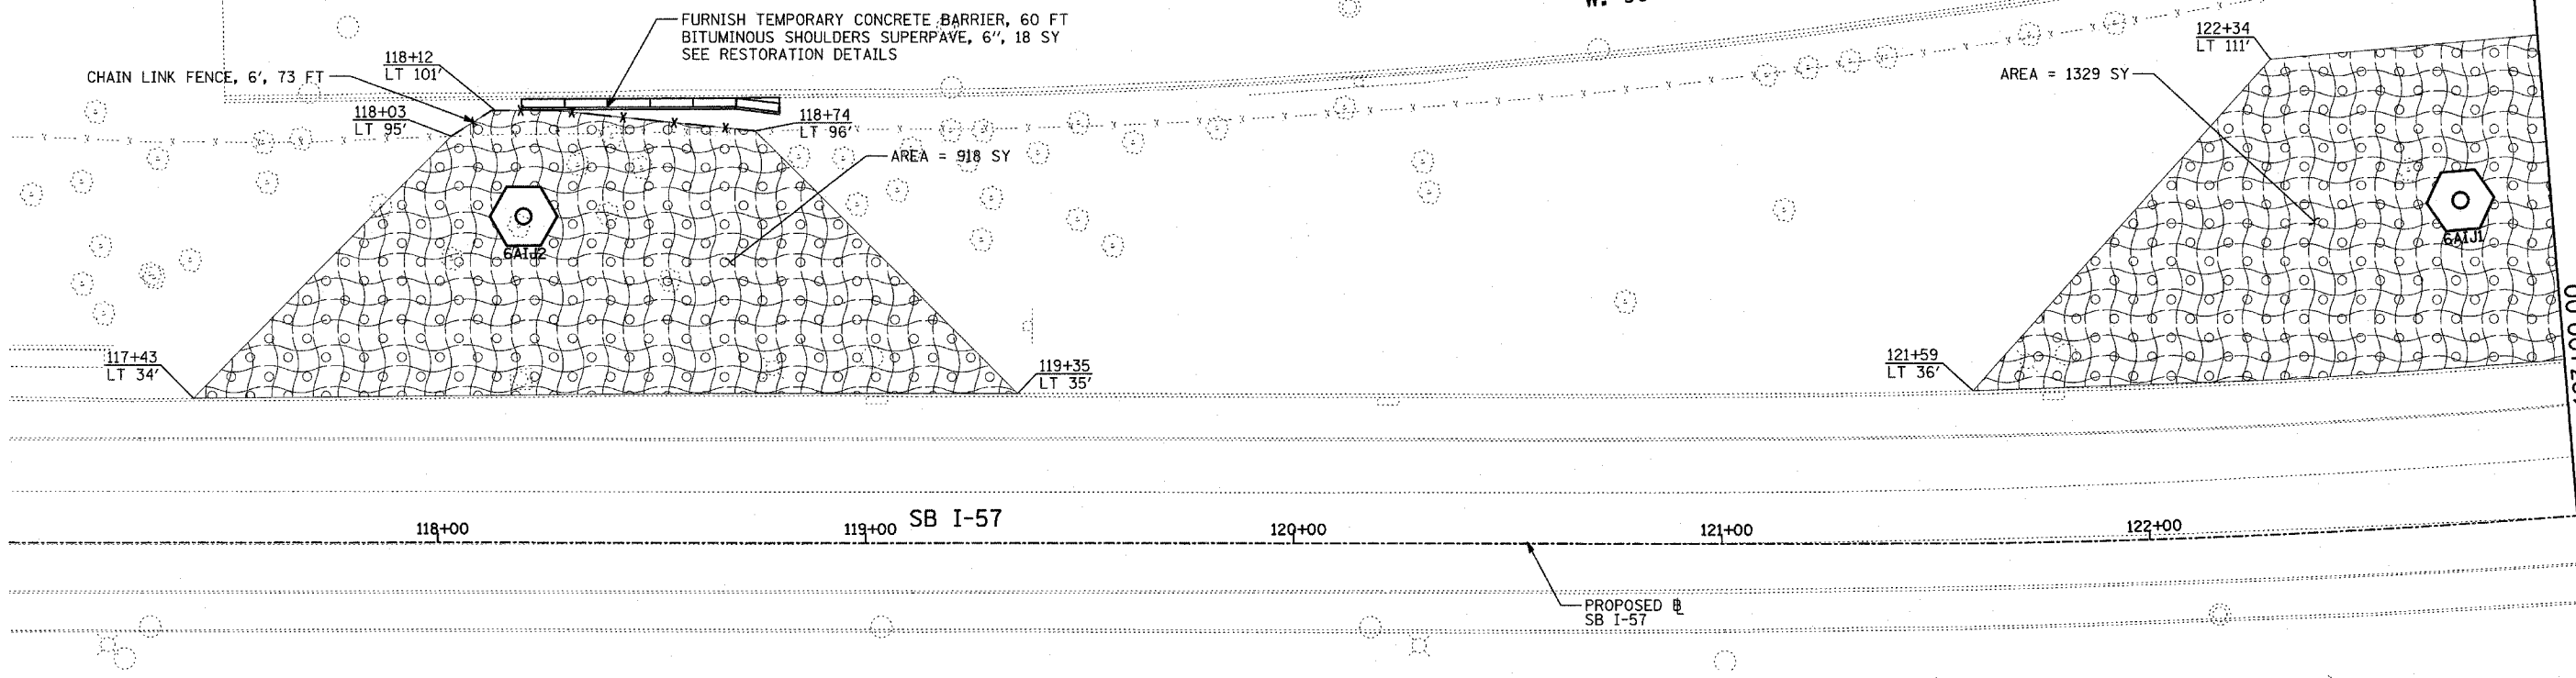 FURNISH TEMPORARY CONCRETE BARRIER, 60 FT
BITUMINOUS SHOULDERS SUPERPAVE, 6", 18 SY
SEE RESTORATION DETAILS
W.
122+34
LT 111'
118+12
LT 101'
CHAIN LINK FENCE, 6', 73 FT
AREA = 1329 SY
118+03
LT 95'
118+74
LT 96'
AREA = 918 SY
6AIJ2
6AIJ1
117+43
LT 34'
119+35
LT 35'
121+59
LT 36'
118+00
119+00
SB I-57
120+00
121+00
122+00
PROPOSED BL
SB I-57